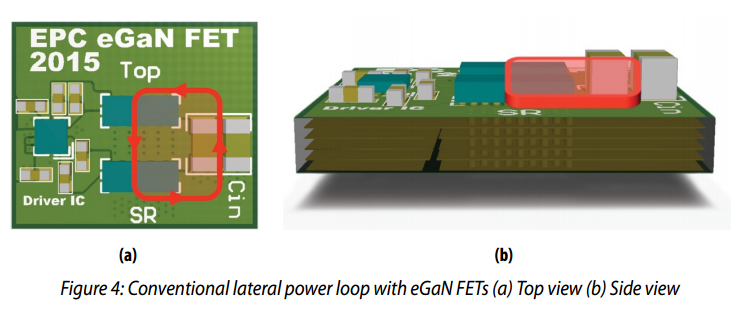 EPC eGaN FET
2015
Top
Driver IC
SR
Cin
Driver IC
SR
Cin
(a)
(b)
Figure 4: Conventional lateral power loop with eGaN FETs (a) Top view (b) Side view